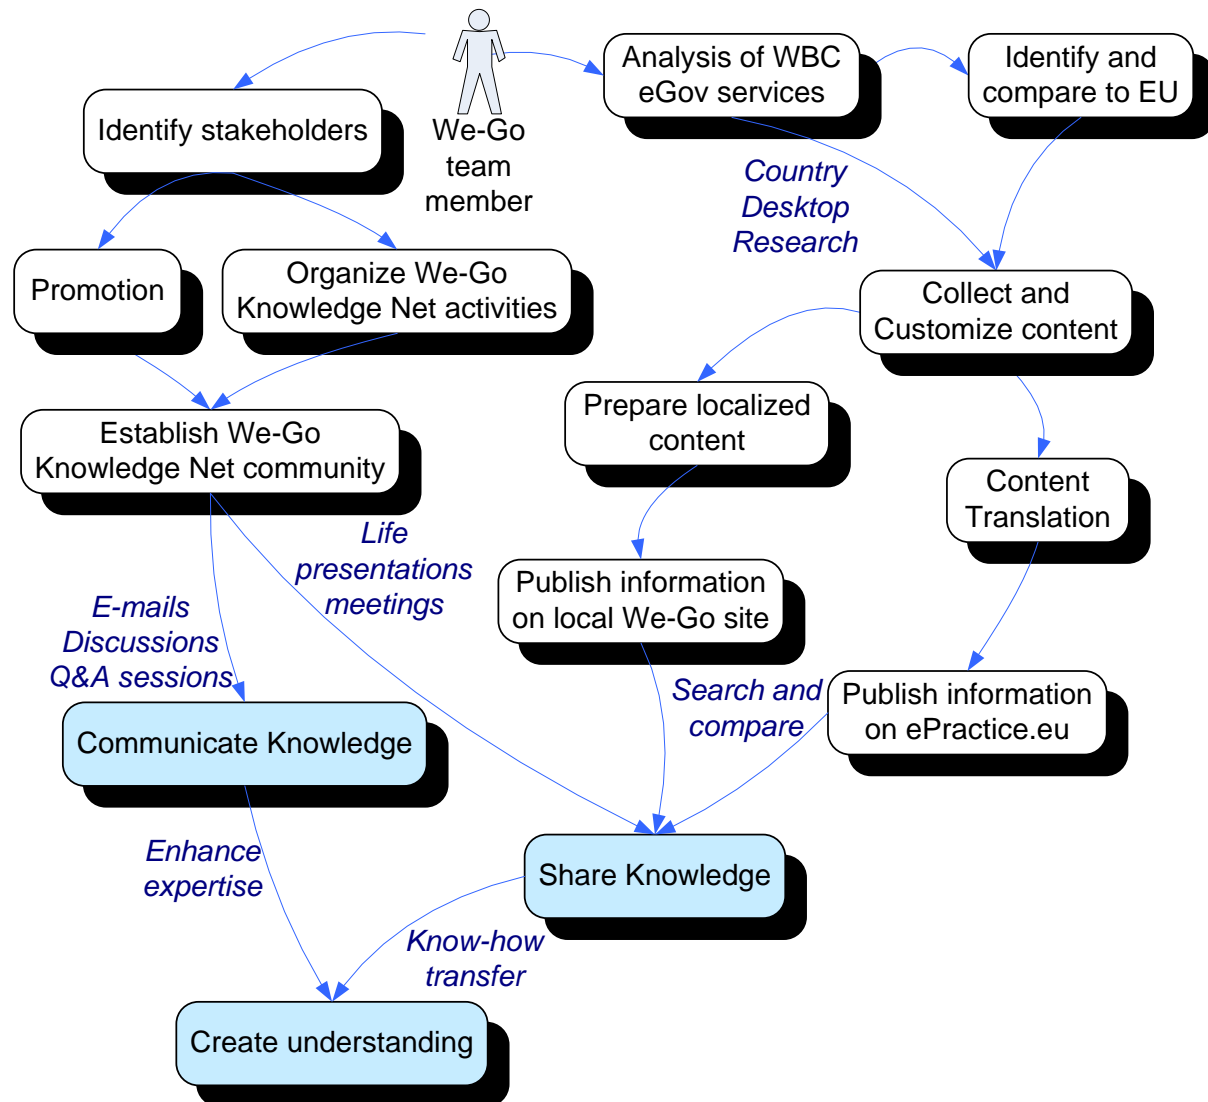 Analysis of WBC
eGov services
Identify and
compare to EU
Identify stakeholders
We-Go
team
member
Country
Desktop
Research
Promotion
Organize We-Go
Knowledge Net activities
Collect and
Customize content
Prepare localized
content
Establish We-Go
Knowledge Net community
Content
Translation
Life
presentations
meetings
Publish information
on local We-Go site
E-mails
Discussions
Q&A sessions
Search and
compare
Publish information
on ePractice.eu
Communicate Knowledge
Enhance
expertise
Share Knowledge
Know-how
transfer
Create understanding